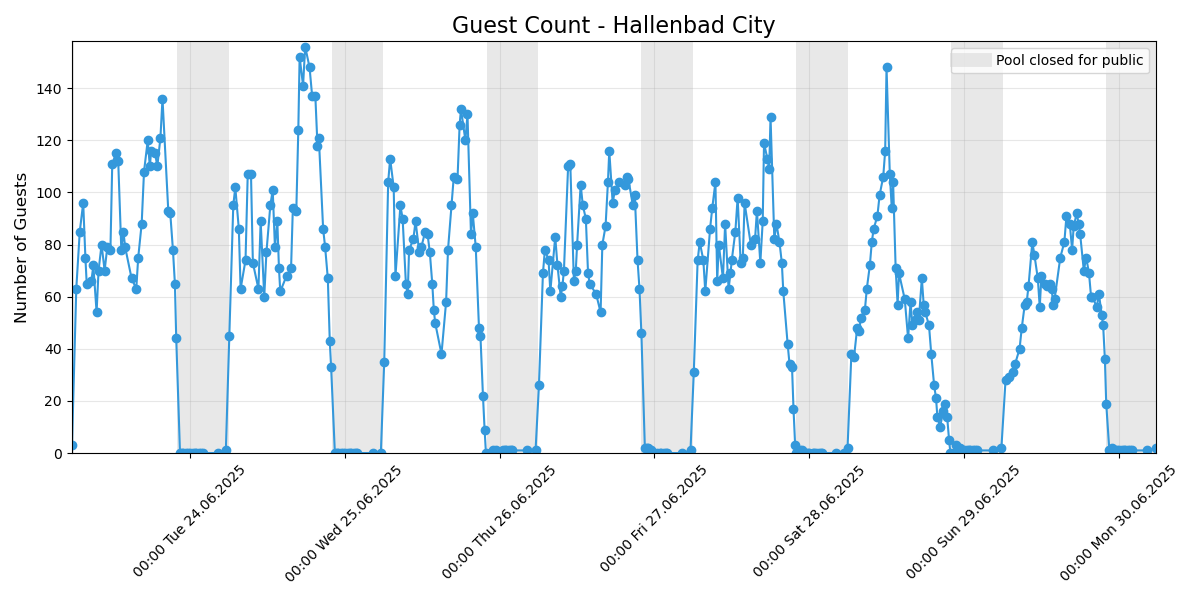 Guest Count - Hallenbad City
Pool closed for public
Number of Guests
140
120
100
80
60
40
20
0
00:00 Tue 24.06.2025
00:00 Wed 25.06.2025
00:00 Thu 26.06.2025
00:00 Fri 27.06.2025
00:00 Sat 28.06.2025
00:00 Sun 29.06.2025
00:00 Mon 30.06.2025